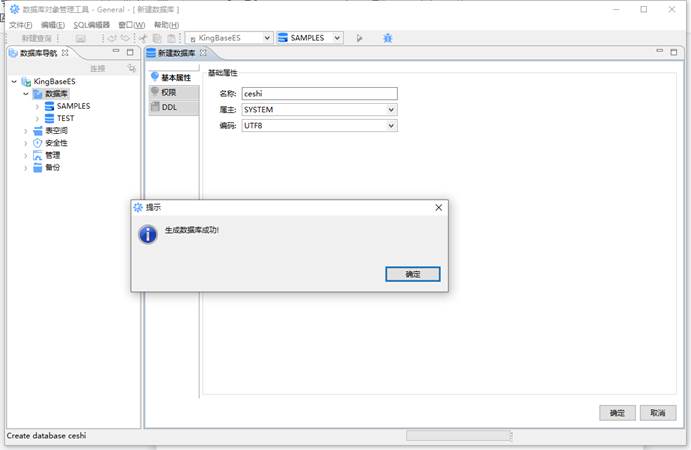 数据库对象管理工具 - General - [ 新建数据库 ]
文件(F) 编辑(E) SQL编辑器 窗口(W) 帮助(H)
新建查询 KingBaseES SAMPLES
数据库导航
连接
KingBaseES
数据库
SAMPLES
TEST
表空间
安全性
管理
备份
新建数据库
基本属性
权限
DDL
基础属性
名称: ceshi
属主: SYSTEM
编码: UTF8
提示
生成数据库成功!
确定
确定 取消
Create database ceshi